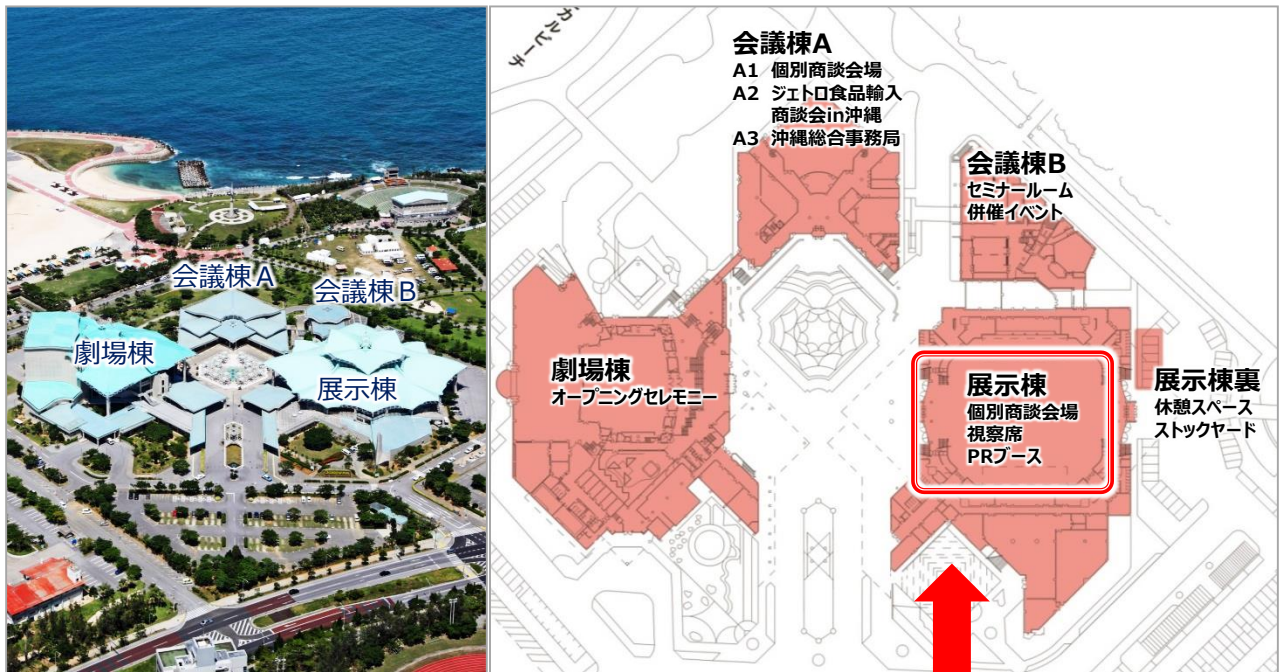 会議棟A
会議棟B
劇場棟
展示棟
カルビーチ
会議棟A
A1 個別商談会場
A2 ジェトロ食品輸入
商談会in沖縄
A3 沖縄総合事務局
会議棟B
セミナールーム
併催イベント
劇場棟
オープニングセレモニー
展示棟
個別商談会場
視察席
PRブース
展示棟裏
休憩スペース
ストックヤード